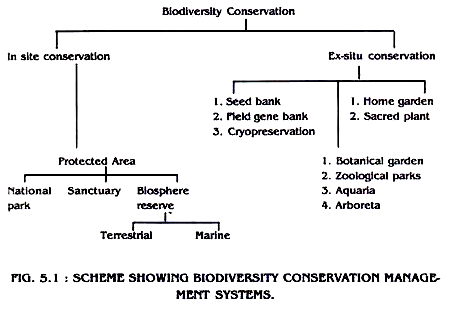 Biodiversity Conservation
In site conservation
Ex-situ conservation
1. Seed bank
2. Field gene bank
3. Cryopreservation
1. Home garden
2. Sacred plant
Protected Area
National park
Sanctuary
Biosphere reserve
Terrestrial
Marine
1. Botanical garden
2. Zoological parks
3. Aquaria
4. Arboreta
FIG. 5.1 : SCHEME SHOWING BIODIVERSITY CONSERVATION MANAGE-
MENT SYSTEMS.